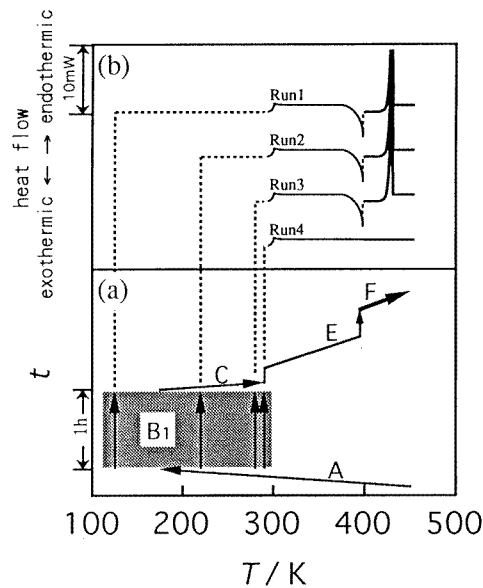 (b)
10mW
heat flow
exothermic ← → endothermic
Run1
Run2
Run3
Run4
(a)
F
E
C
t
1h
B1
A
100 200 300 400 500
T / K